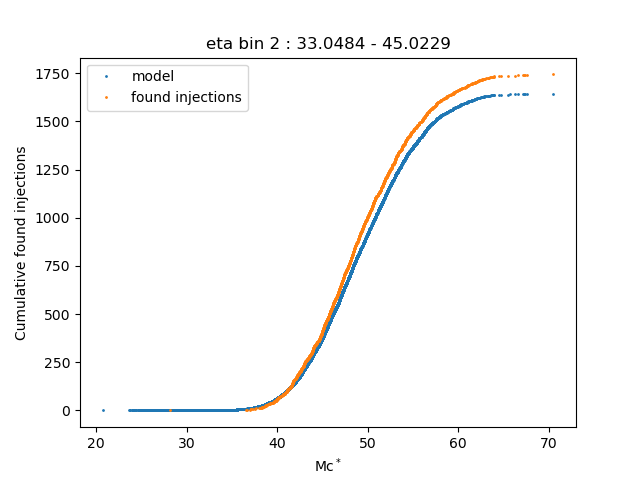 eta bin 2 : 33.0484 - 45.0229
model
found injections
Cumulative found injections
1750
1500
1250
1000
750
500
250
0
20 30 40 50 60 70
Mc*